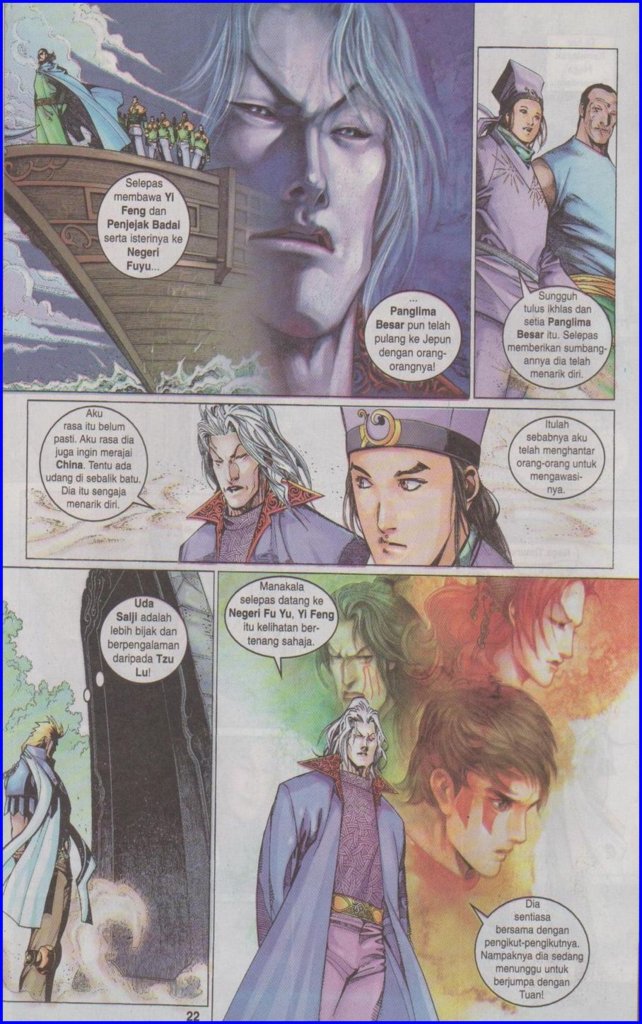 Selepas
membawa Yi
Feng dan
Penjejak Badai
serta isterinya ke
Negeri
Fuyu...
...
Panglima
Besar pun telah
pulang ke Jepun
dengan orang-
orangnya!
Sungguh
tulus ikhlas dan
setia Panglima
Besar itu. Selepas
memberikan sumbang-
annya dia telah
menarik diri.
Aku
rasa itu belum
pasti. Aku rasa dia
juga ingin merajai
China. Tentu ada
udang di sebalik batu.
Dia itu sengaja
menarik diri.
Itulah
sebabnya aku
telah menghantar
orang-orang untuk
mengawasi-
nya.
Uda
Saiji adalah
lebih bijak dan
berpengalaman
daripada Tzu
Lu!
Manakala
selepas datang ke
Negeri Fu Yu, Yi Feng
itu kelihatan ber-
tenang sahaja.
Dia
sentiasa
bersama dengan
pengikut-pengikutnya.
Nampaknya dia sedang
menunggu untuk
berjumpa dengan
Tuan!
22